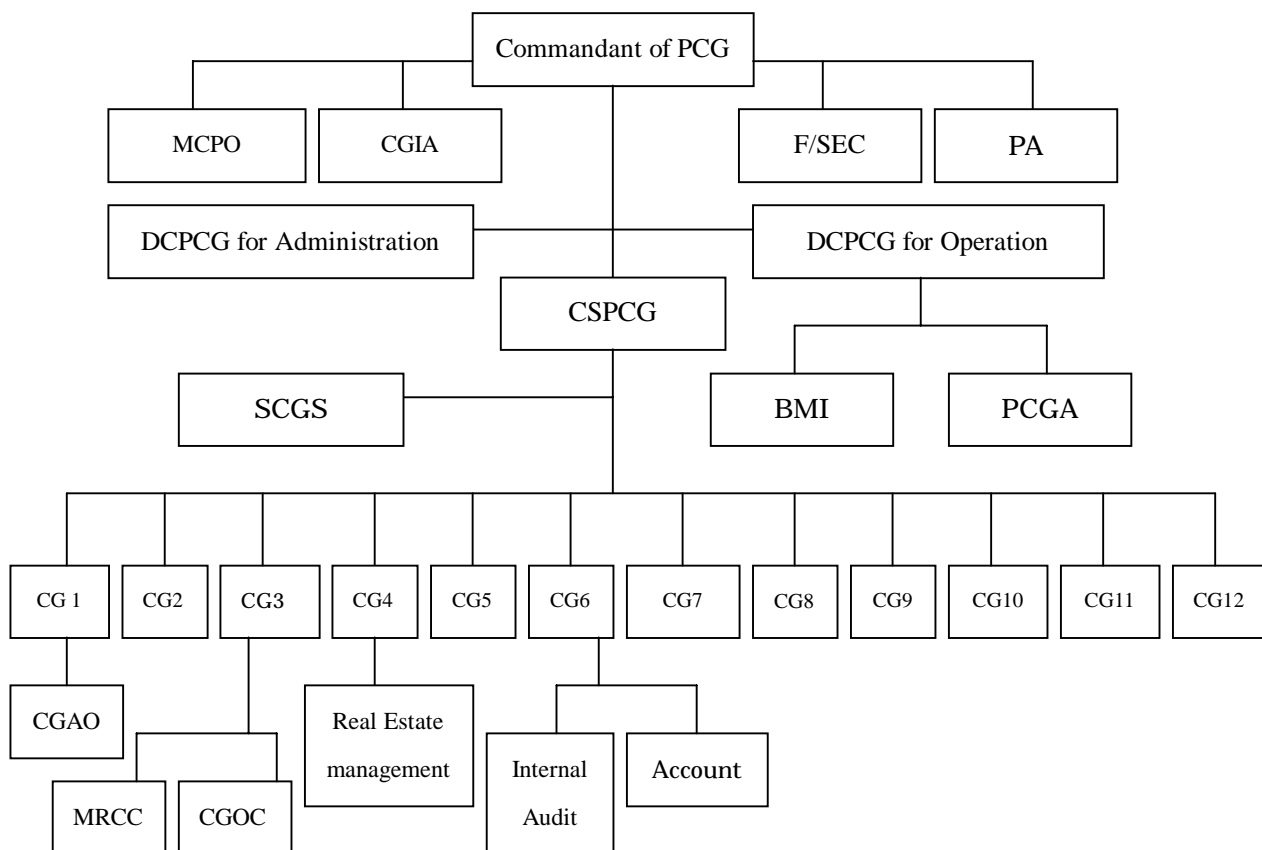 Commandant of PCG
MCPO
CGIA
F/SEC
PA
DCPCG for Administration
DCPCG for Operation
CSPCG
SCGS
BMI
PCGA
CG 1
CG2
CG3
CG4
CG5
CG6
CG7
CG8
CG9
CG10
CG11
CG12
CGAO
Real Estate
management
MRCC
CGOC
Internal
Audit
Account